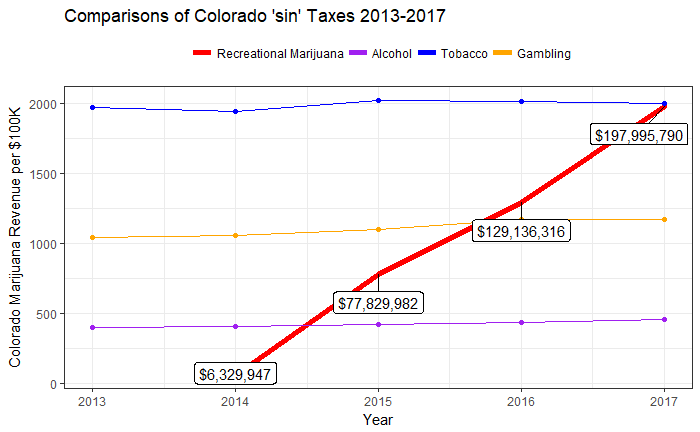 Comparisons of Colorado 'sin' Taxes 2013-2017
Recreational Marijuana Alcohol Tobacco Gambling
Colorado Marijuana Revenue per $100K
2000
1500
1000
500
0
$197,995,790
$129,136,316
$77,829,982
$6,329,947
2013 2014 2015 2016 2017
Year